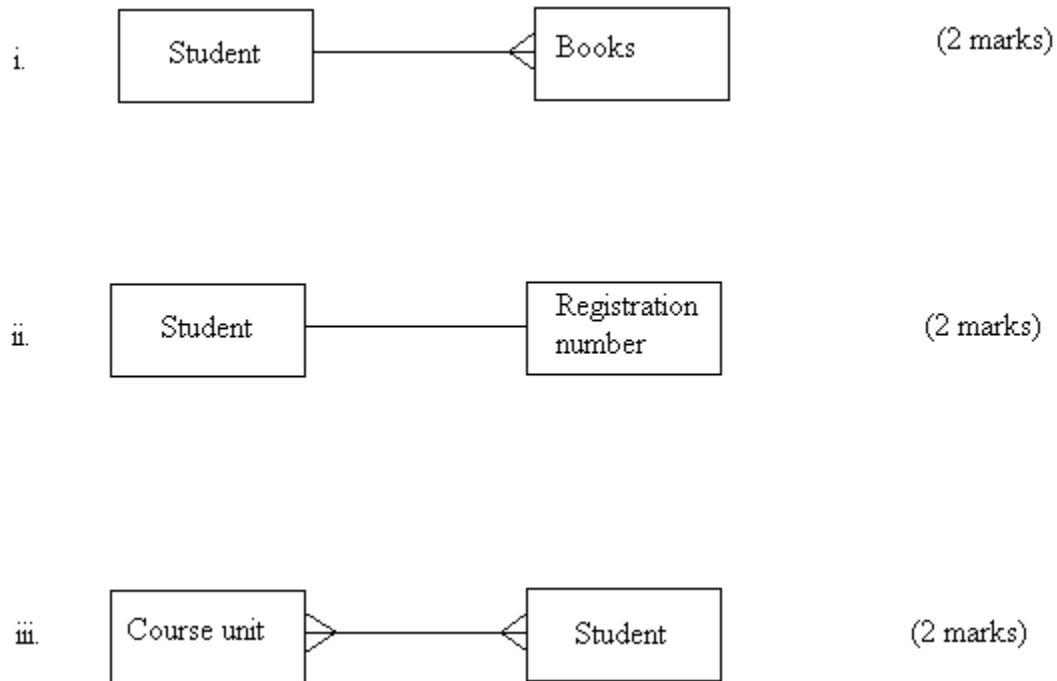 i. Student Books (2 marks)
ii. Student Registration number (2 marks)
iii. Course unit Student (2 marks)